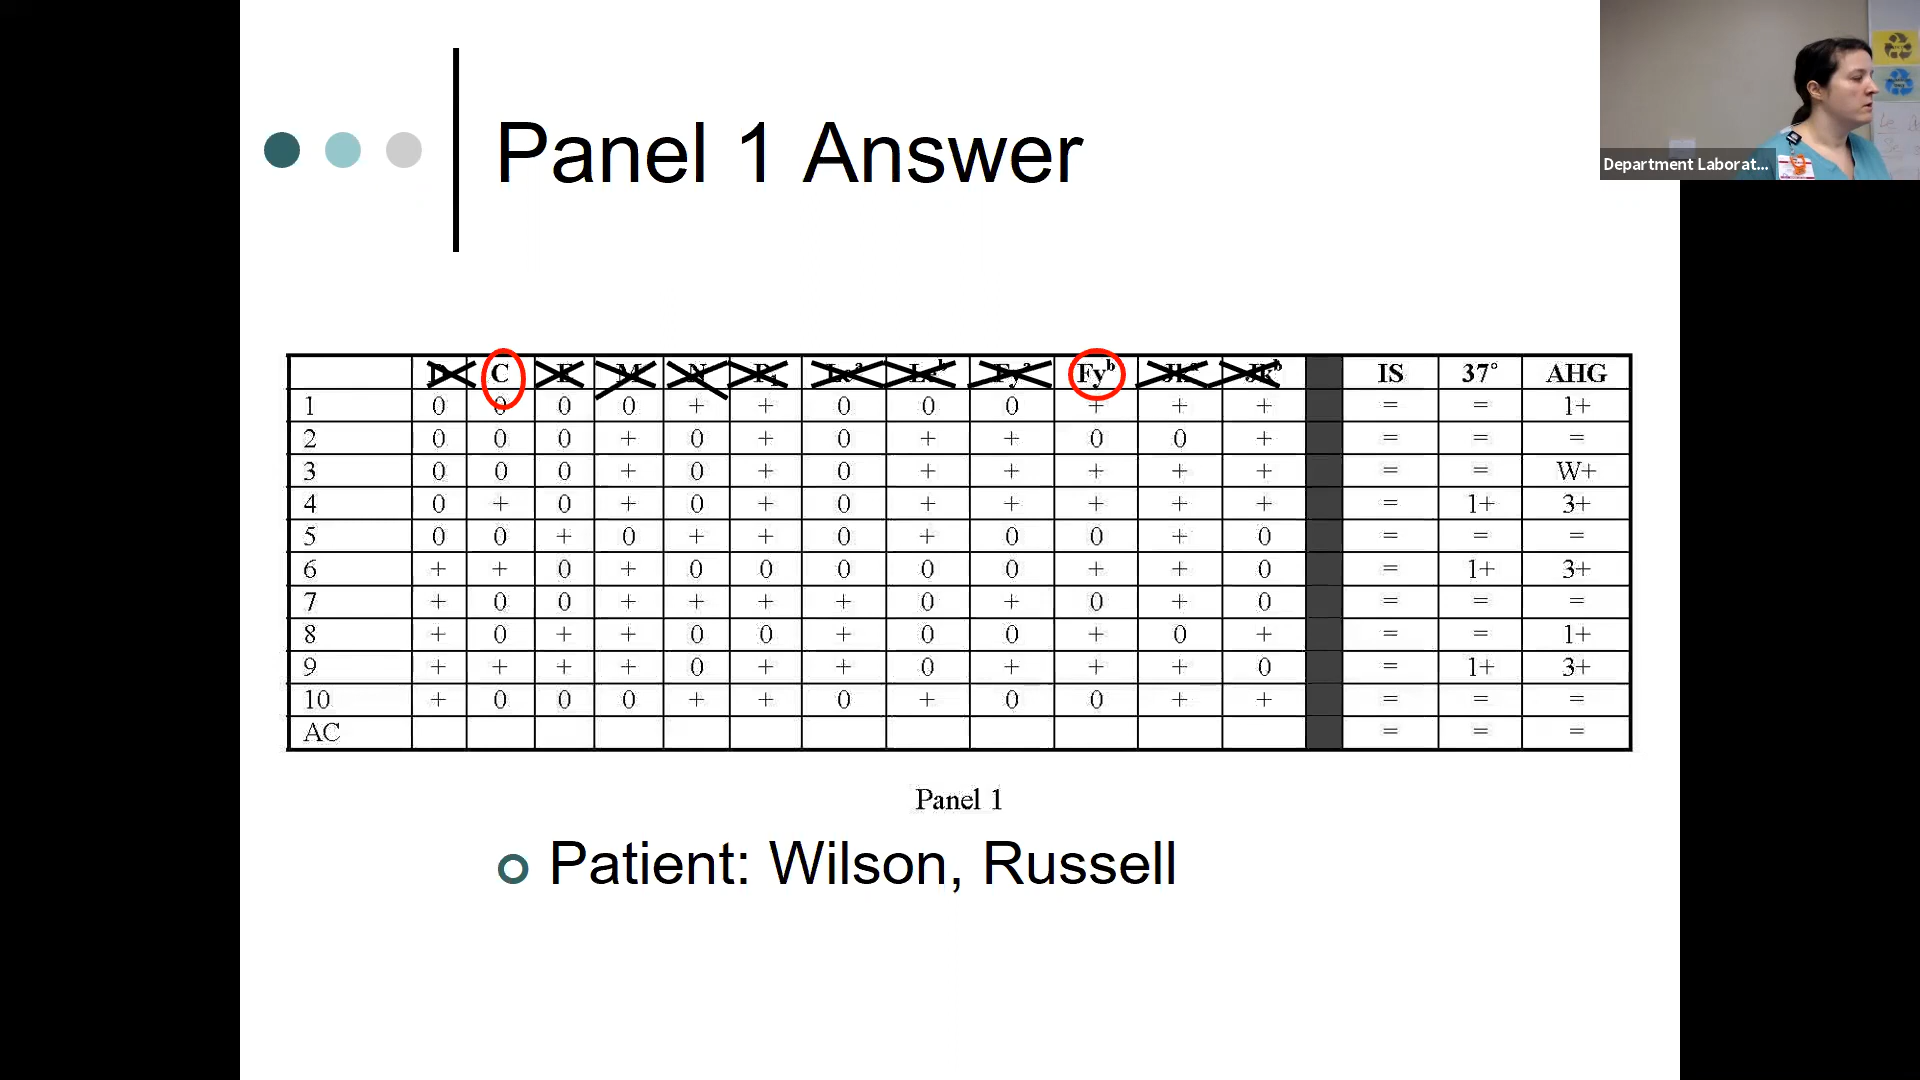 Panel 1 Answer
Department Laborat...
D C E M N P₁ Leᵃ Leᵇ Fyᵃ Fyᵇ Jkᵃ Jkᵇ IS 37° AHG
1 0 0 0 0 + + 0 0 0 + + + = = 1+
2 0 0 0 + 0 + 0 + + 0 0 + = = =
3 0 0 0 + 0 + 0 + + + + + = = W+
4 0 + 0 + 0 + 0 + + + + + = 1+ 3+
5 0 0 + 0 + + 0 + 0 0 + 0 = = =
6 + + 0 + 0 0 0 0 0 + + 0 = 1+ 3+
7 + 0 0 + + + + 0 + 0 + 0 = = =
8 + 0 + + 0 0 + 0 0 + 0 + = = 1+
9 + + + + 0 + + 0 + + + 0 = 1+ 3+
10 + 0 0 0 + + 0 + 0 0 + + = = =
AC = = =
Panel 1
Patient: Wilson, Russell